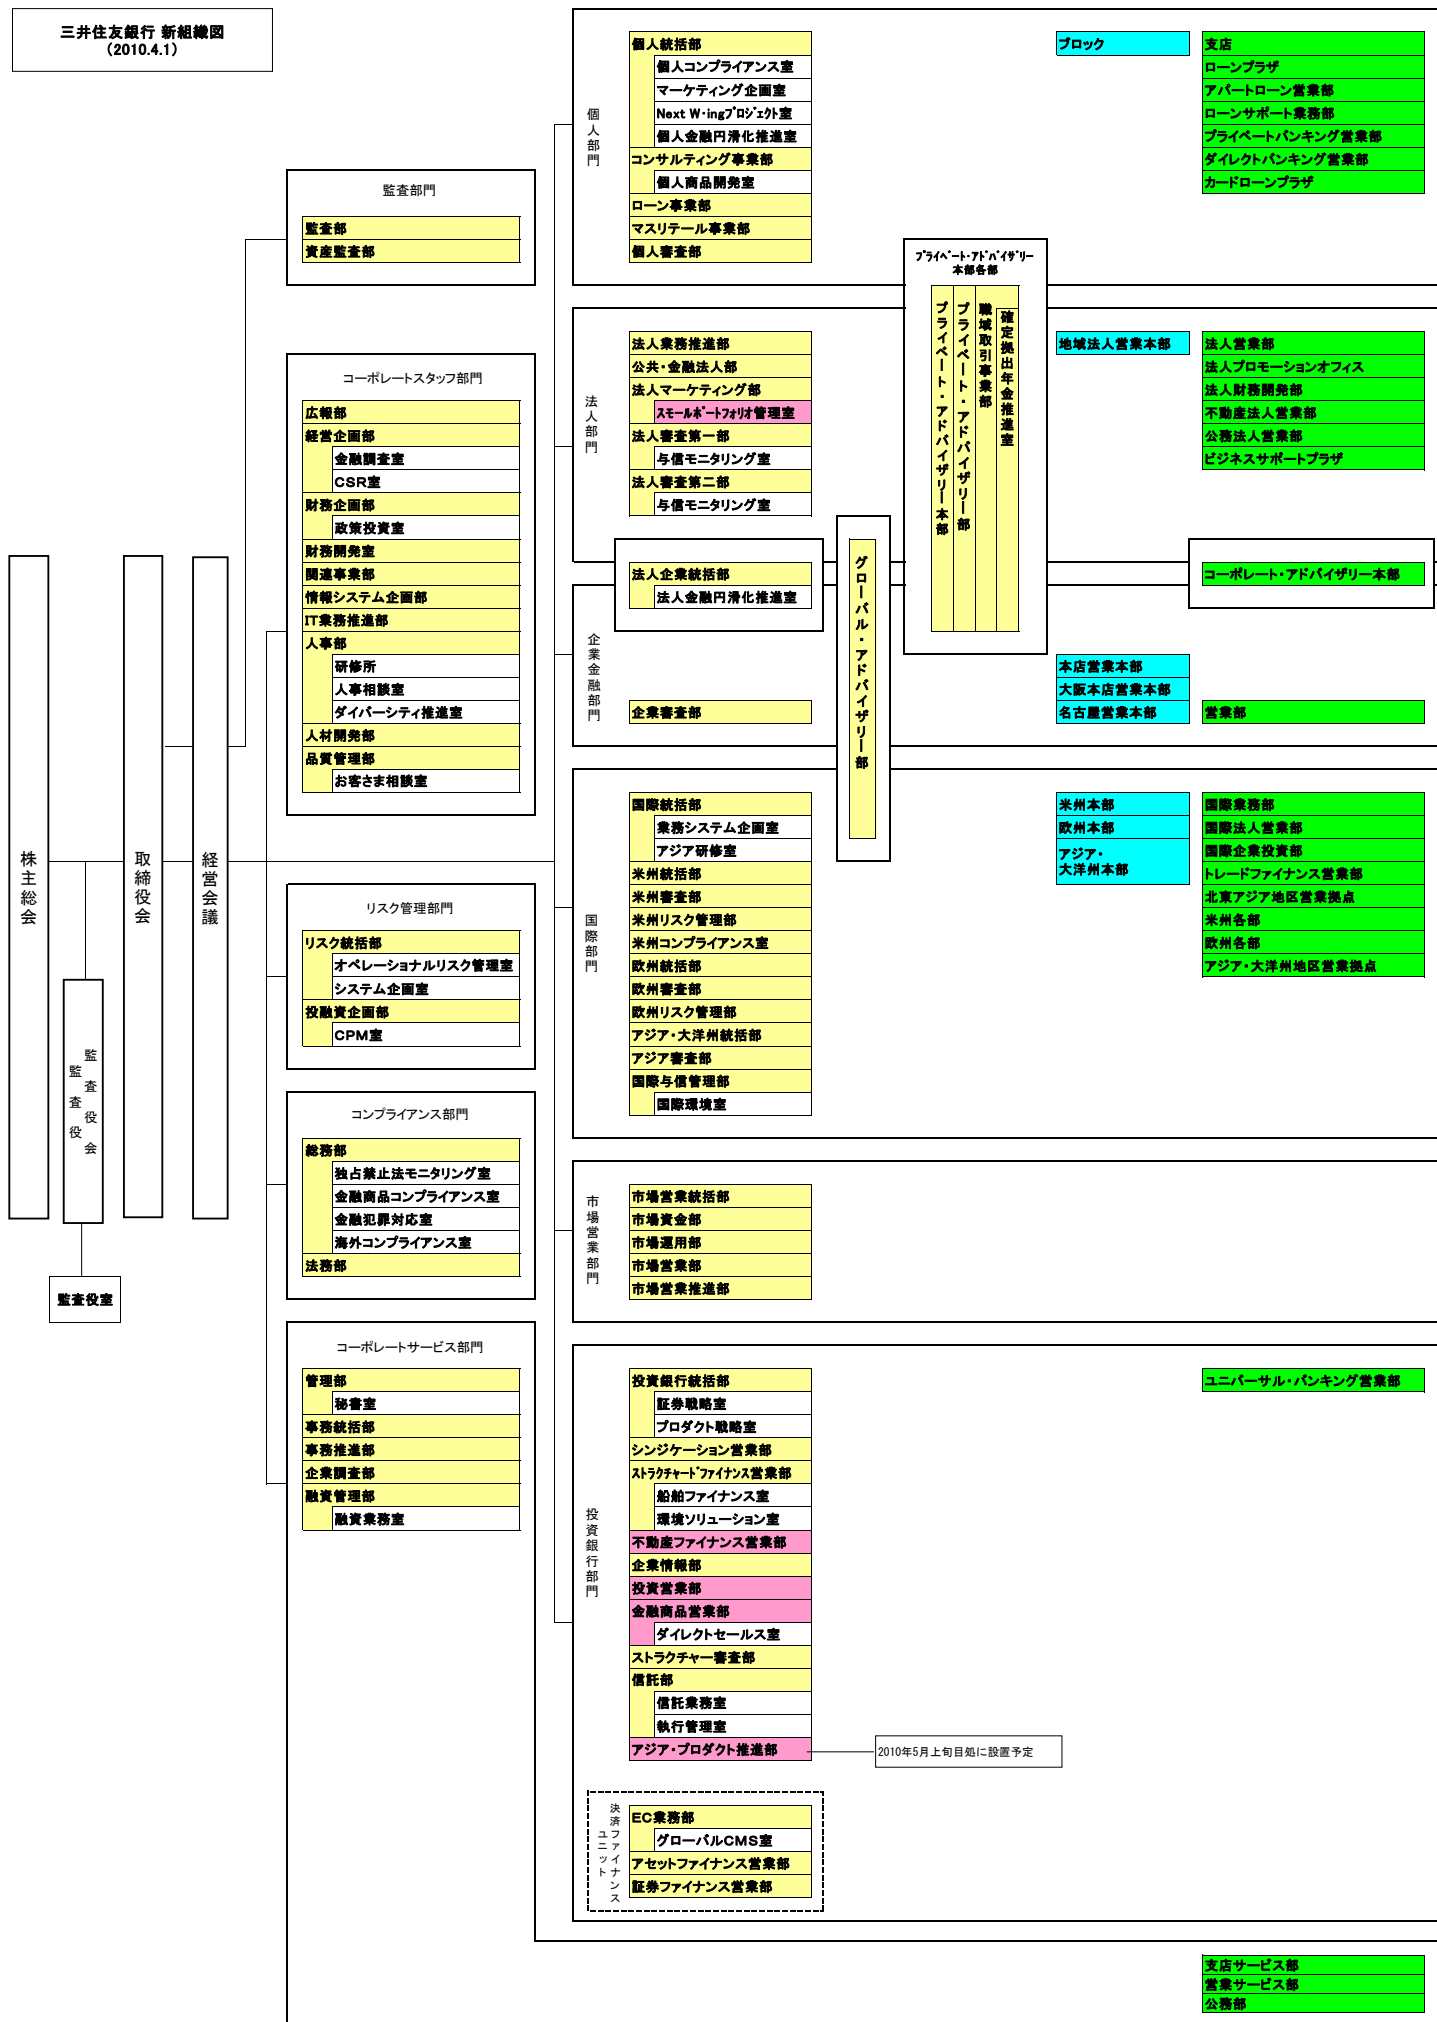 三井住友銀行 新組織図
（2010.4.1）
株主総会
監査役
監査役会
監査役室
取締役会
経営会議
監査部門
監査部
資産監査部
コーポレートスタッフ部門
広報部
経営企画部
金融調査室
CSR室
財務企画部
政策投資室
財務開発室
関連事業部
情報システム企画部
IT業務推進部
人事部
研修所
人事相談室
ダイバーシティ推進室
人材開発部
品質管理部
お客さま相談室
リスク管理部門
リスク統括部
オペレーショナルリスク管理室
システム企画室
投融資企画部
CPM室
コンプライアンス部門
総務部
独占禁止法モニタリング室
金融商品コンプライアンス室
金融犯罪対応室
海外コンプライアンス室
法務部
コーポレートサービス部門
管理部
秘書室
事務統括部
事務推進部
企業調査部
融資管理部
融資業務室
個人部門
個人統括部
個人コンプライアンス室
マーケティング企画室
Next W･ingプロジェクト室
個人金融円滑化推進室
コンサルティング事業部
個人商品開発室
ローン事業部
マスリテール事業部
個人審査部
ブロック
支店
ローンプラザ
アパートローン営業部
ローンサポート業務部
プライベートバンキング営業部
ダイレクトバンキング営業部
カードローンプラザ
プライベート・アドバイザリー
本部各部
プライベート・アドバイザリー本部
プライベート・アドバイザリー部
職域取引事業部
確定拠出年金推進室
法人部門
法人業務推進部
公共・金融法人部
法人マーケティング部
スモールポートフォリオ管理室
法人審査第一部
与信モニタリング室
法人審査第二部
与信モニタリング室
地域法人営業本部
法人営業部
法人プロモーションオフィス
法人財務開発部
不動産法人営業部
公務法人営業部
ビジネスサポートプラザ
法人企業統括部
法人金融円滑化推進室
グローバル・アドバイザリー部
コーポレート・アドバイザリー本部
企業金融部門
企業審査部
本店営業本部
大阪本店営業本部
名古屋営業本部
営業部
国際部門
国際統括部
業務システム企画室
アジア研修室
米州統括部
米州審査部
米州リスク管理部
米州コンプライアンス室
欧州統括部
欧州審査部
欧州リスク管理部
アジア・大洋州統括部
アジア審査部
国際与信管理部
国際環境室
米州本部
欧州本部
アジア・
大洋州本部
国際業務部
国際法人営業部
国際企業投資部
トレードファイナンス営業部
北東アジア地区営業拠点
米州各部
欧州各部
アジア・大洋州地区営業拠点
市場営業部門
市場営業統括部
市場資金部
市場運用部
市場営業部
市場営業推進部
投資銀行部門
投資銀行統括部
証券戦略室
プロダクト戦略室
シンジケーション営業部
ストラクチャードファイナンス営業部
船舶ファイナンス室
環境ソリューション室
不動産ファイナンス営業部
企業情報部
投資営業部
金融商品営業部
ダイレクトセールス室
ストラクチャー審査部
信託部
信託業務室
執行管理室
アジア・プロダクト推進部
2010年5月上旬目処に設置予定
ユニバーサル・バンキング営業部
決済ファイナンス
ユニット
EC業務部
グローバルCMS室
アセットファイナンス営業部
証券ファイナンス営業部
支店サービス部
営業サービス部
公務部